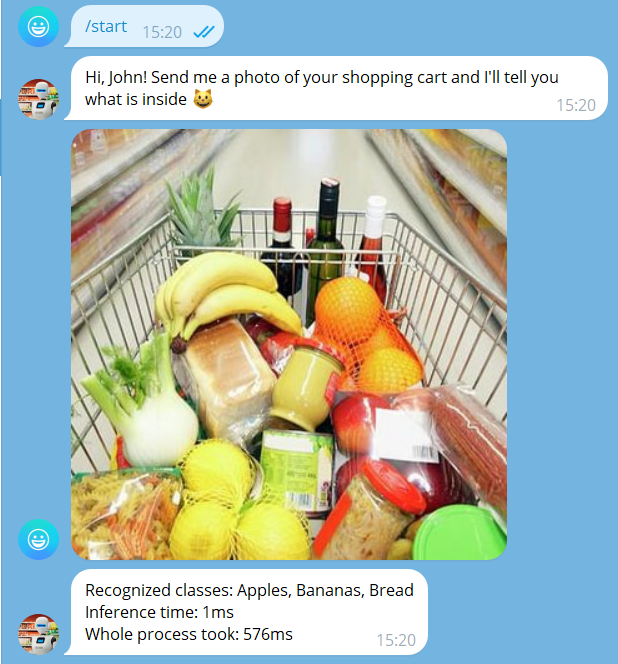 /start 15:20
Hi, John! Send me a photo of your shopping cart and I'll tell you
what is inside 😺
15:20
Recognized classes: Apples, Bananas, Bread
Inference time: 1ms
Whole process took: 576ms
15:20